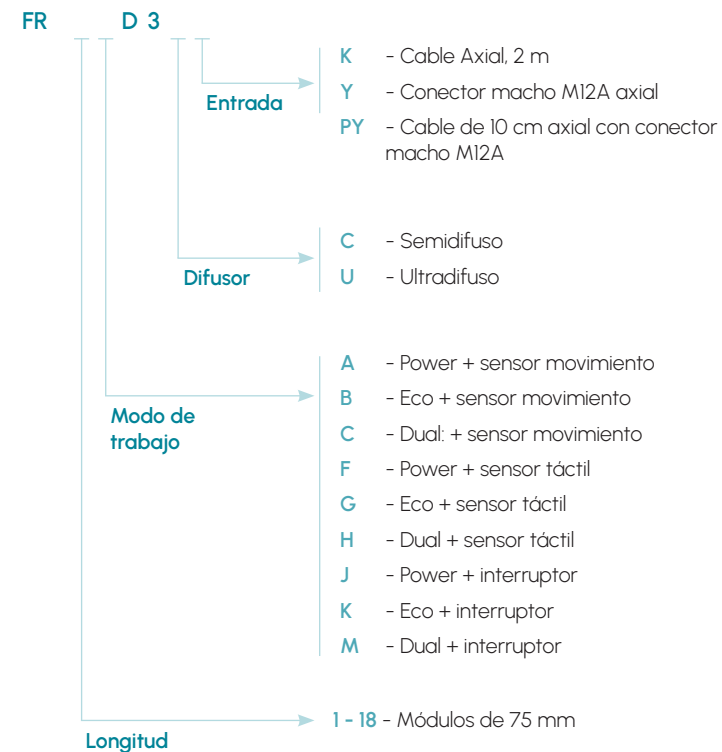 FR D 3
K - Cable Axial, 2 m
Entrada
Y - Conector macho M12A axial
PY - Cable de 10 cm axial con conector
macho M12A
C - Semidifuso
Difusor
U - Ultradifuso
A - Power + sensor movimiento
B - Eco + sensor movimiento
Modo de
trabajo
C - Dual: + sensor movimiento
F - Power + sensor táctil
G - Eco + sensor táctil
H - Dual + sensor táctil
J - Power + interruptor
K - Eco + interruptor
M - Dual + interruptor
1 - 18 - Módulos de 75 mm
Longitud